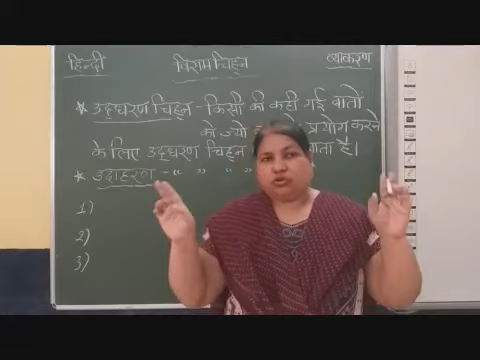 हिन्दी विराम चिह्न व्याकरण
* उद्धरण चिह्न - किसी की कही गई बातों
को ज्यों प्रयोग करने
के लिए उद्धरण चिह्न जाता है।
* उदाहरण - “ ” “ ”
1)
2)
3)